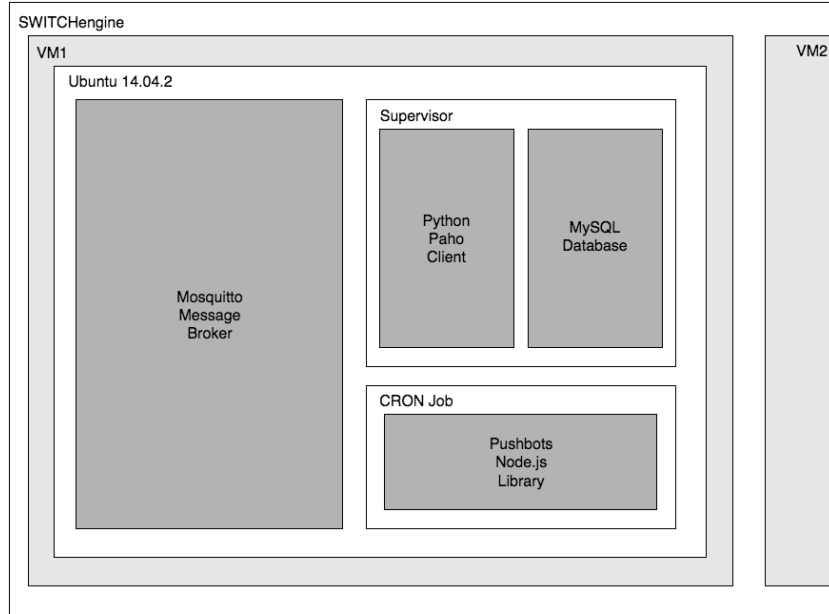 SWITCHengine
VM1
VM2
Ubuntu 14.04.2
Supervisor
Python
Paho
Client
MySQL
Database
Mosquitto
Message
Broker
CRON Job
Pushbots
Node.js
Library